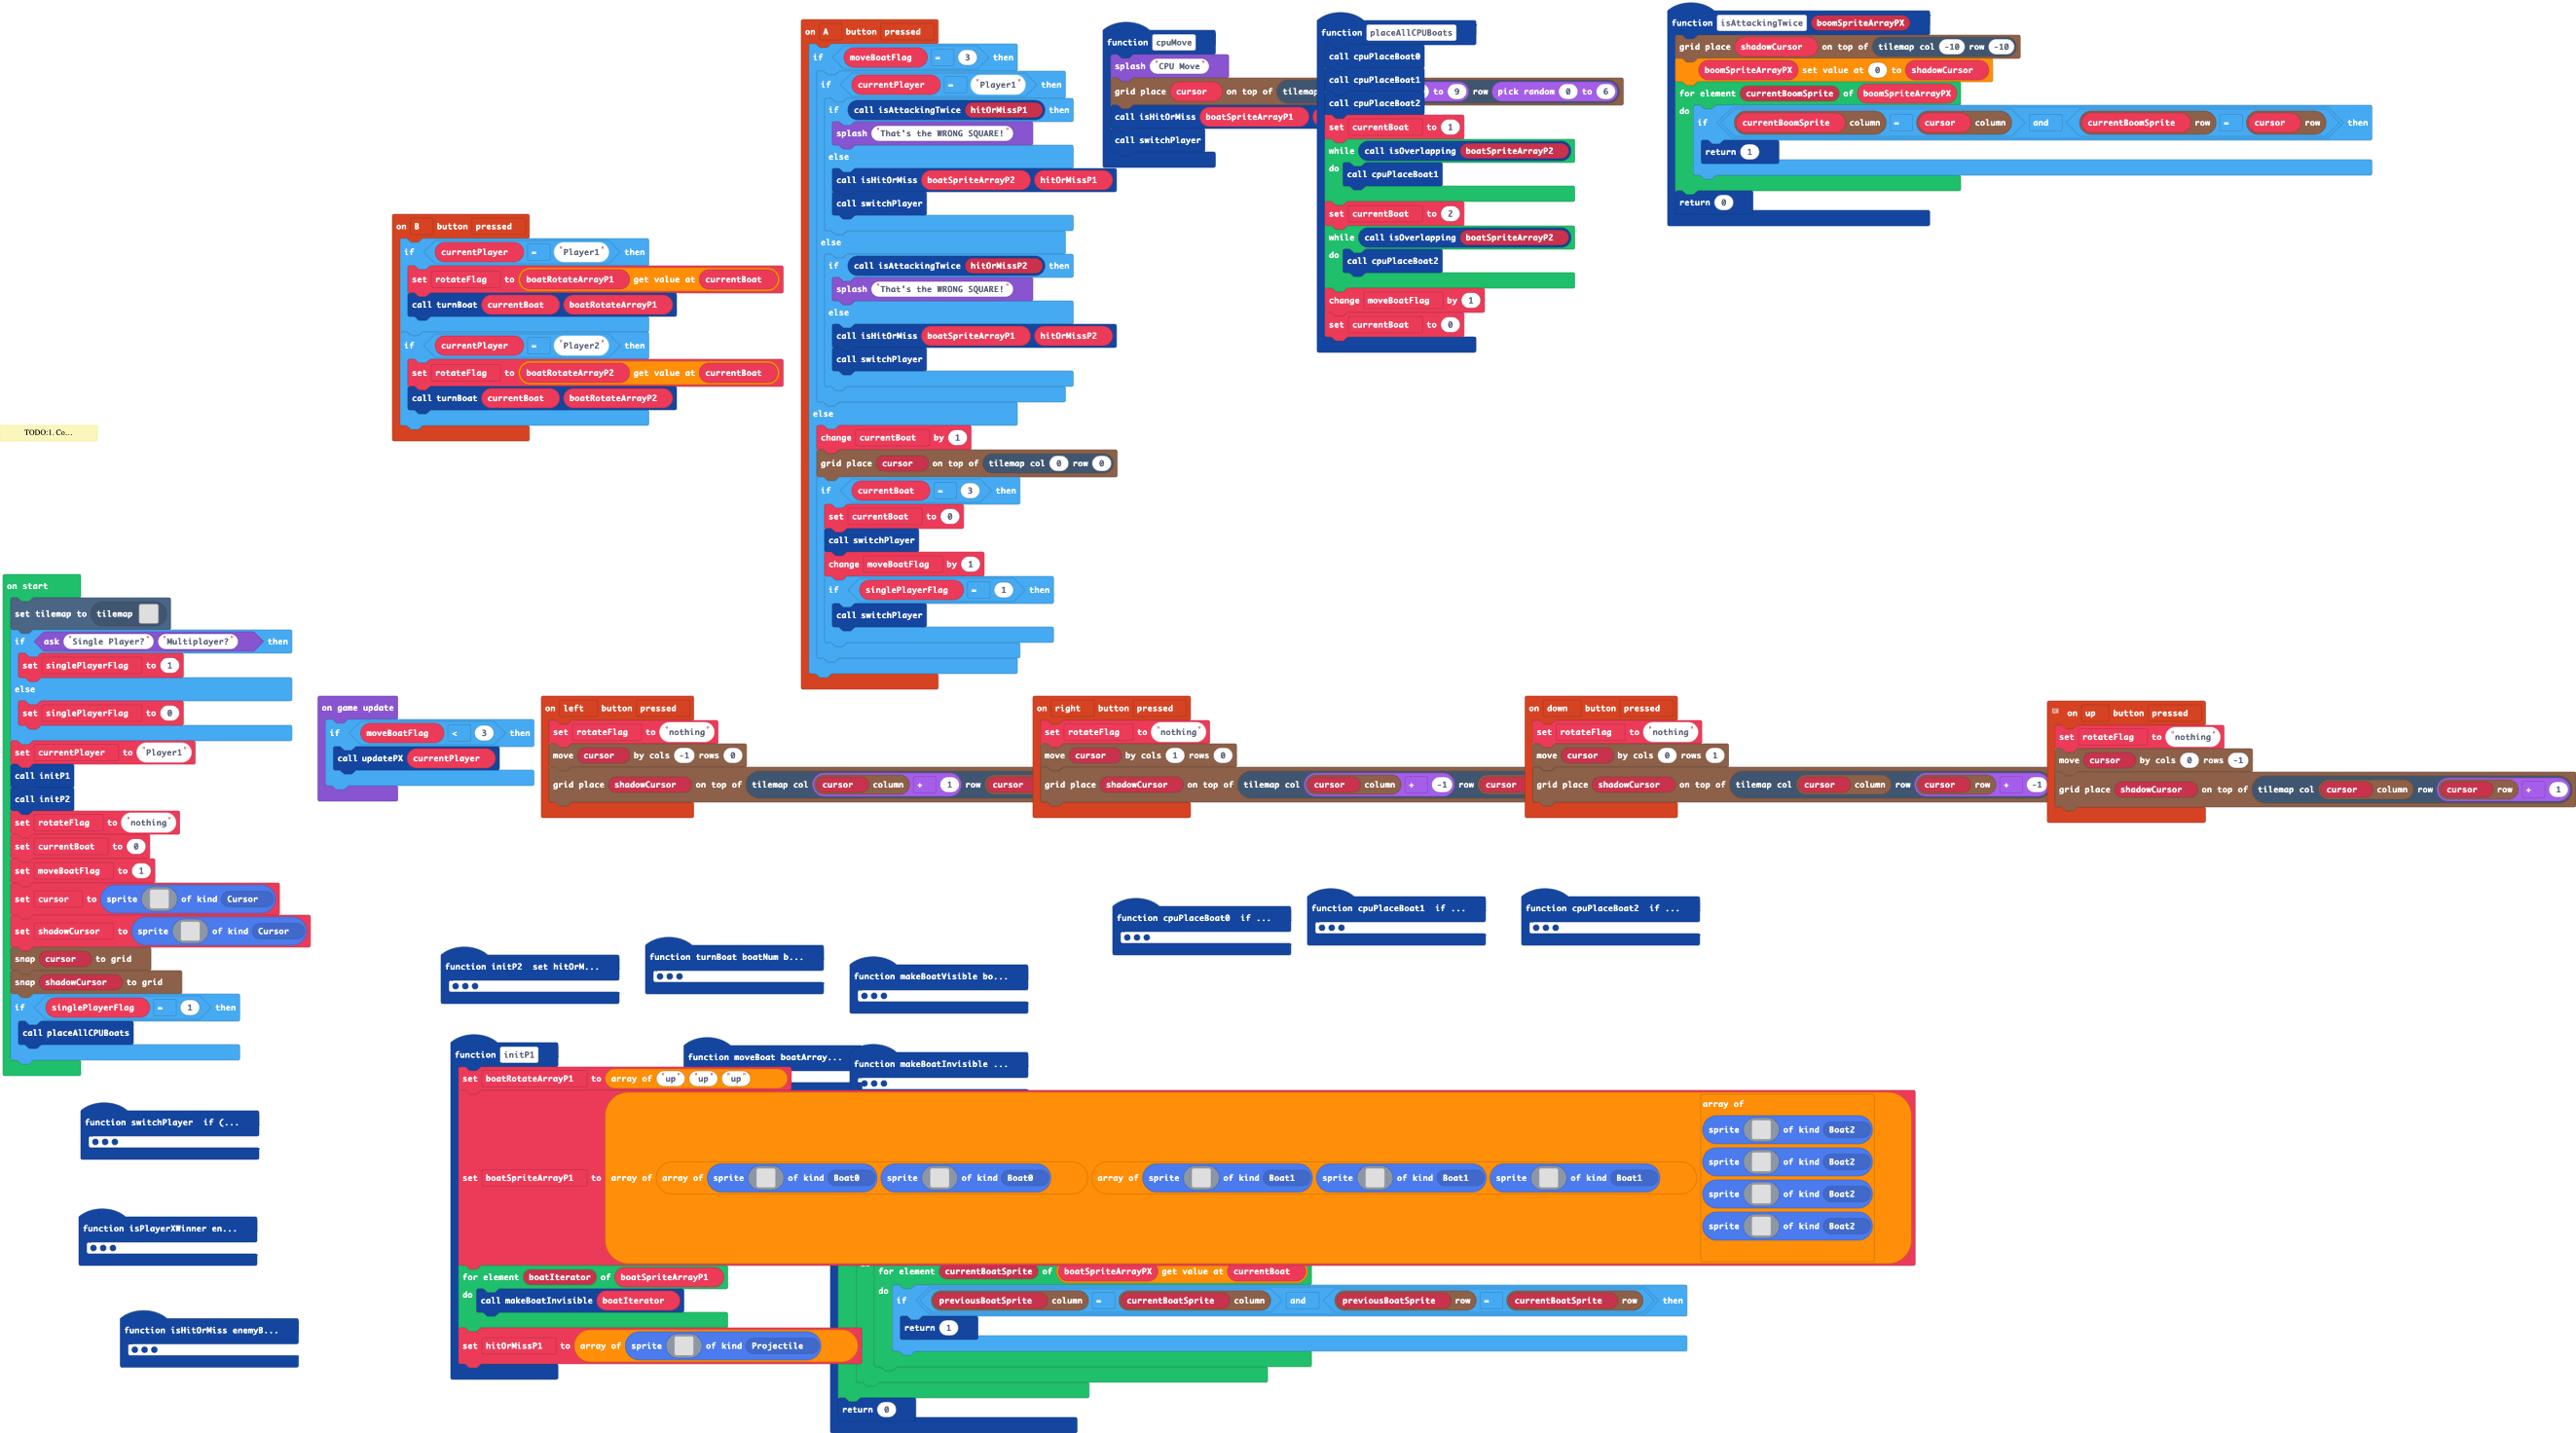 TODO:1. Co...
on B button pressed
if currentPlayer = "Player1" then
set rotateFlag to boatRotateArrayP1 get value at currentBoat
call turnBoat currentBoat boatRotateArrayP1
if currentPlayer = "Player2" then
set rotateFlag to boatRotateArrayP2 get value at currentBoat
call turnBoat currentBoat boatRotateArrayP2
on A button pressed
if moveBoatFlag = 3 then
if currentPlayer = "Player1" then
if call isAttackingTwice hitOrMissP1 then
splash "That's the WRONG SQUARE!"
else
call isHitOrMiss boatSpriteArrayP2 hitOrMissP1
call switchPlayer
else
if call isAttackingTwice hitOrMissP2 then
splash "That's the WRONG SQUARE!"
else
call isHitOrMiss boatSpriteArrayP1 hitOrMissP2
call switchPlayer
else
change currentBoat by 1
grid place cursor on top of tilemap col 0 row 0
if currentBoat = 3 then
set currentBoat to 0
call switchPlayer
change moveBoatFlag by 1
if singlePlayerFlag = 1 then
call switchPlayer
function cpuMove
splash "CPU Move"
grid place cursor on top of tilemap to 9 row pick random 0 to 6
call isHitOrMiss boatSpriteArrayP1
call switchPlayer
function placeAllCPUBoats
call cpuPlaceBoat0
call cpuPlaceBoat1
call cpuPlaceBoat2
set currentBoat to 1
while call isOverlapping boatSpriteArrayP2
do call cpuPlaceBoat1
set currentBoat to 2
while call isOverlapping boatSpriteArrayP2
do call cpuPlaceBoat2
change moveBoatFlag by 1
set currentBoat to 0
function isAttackingTwice boomSpriteArrayPX
grid place shadowCursor on top of tilemap col -10 row -10
boomSpriteArrayPX set value at 0 to shadowCursor
for element currentBoomSprite of boomSpriteArrayPX
do
if currentBoomSprite column = cursor column and currentBoomSprite row = cursor row then
return 1
return 0
on start
set tilemap to tilemap
if ask "Single Player?" "Multiplayer?" then
set singlePlayerFlag to 1
else
set singlePlayerFlag to 0
set currentPlayer to "Player1"
call initP1
call initP2
set rotateFlag to "nothing"
set currentBoat to 0
set moveBoatFlag to 1
set cursor to sprite of kind Cursor
set shadowCursor to sprite of kind Cursor
snap cursor to grid
snap shadowCursor to grid
if singlePlayerFlag = 1 then
call placeAllCPUBoats
on game update
if moveBoatFlag < 3 then
call updatePX currentPlayer
on left button pressed
set rotateFlag to "nothing"
move cursor by cols -1 rows 0
grid place shadowCursor on top of tilemap col cursor column + 1 row cursor
on right button pressed
set rotateFlag to "nothing"
move cursor by cols 1 rows 0
grid place shadowCursor on top of tilemap col cursor column + -1 row cursor
on down button pressed
set rotateFlag to "nothing"
move cursor by cols 0 rows 1
grid place shadowCursor on top of tilemap col cursor column row cursor row + -1
on up button pressed
set rotateFlag to "nothing"
move cursor by cols 0 rows -1
grid place shadowCursor on top of tilemap col cursor column row cursor row + 1
function cpuPlaceBoat0 if ...
function cpuPlaceBoat1 if ...
function cpuPlaceBoat2 if ...
function initP2 set hitOrM...
function turnBoat boatNum b...
function makeBoatVisible bo...
function moveBoat boatArray...
function makeBoatInvisible ...
function switchPlayer if (...
function isPlayerXWinner en...
function isHitOrMiss enemyB...
function initP1
set boatRotateArrayP1 to array of "up" "up" "up"
set boatSpriteArrayP1 to array of array of sprite of kind Boat0 sprite of kind Boat0 array of sprite of kind Boat1 sprite of kind Boat1 sprite of kind Boat1
array of
sprite of kind Boat2
sprite of kind Boat2
sprite of kind Boat2
sprite of kind Boat2
for element boatIterator of boatSpriteArrayP1
do call makeBoatInvisible boatIterator
set hitOrMissP1 to array of sprite of kind Projectile
for element currentBoatSprite of boatSpriteArrayPX get value at currentBoat
do
if previousBoatSprite column = currentBoatSprite column and previousBoatSprite row = currentBoatSprite row then
return 1
return 0